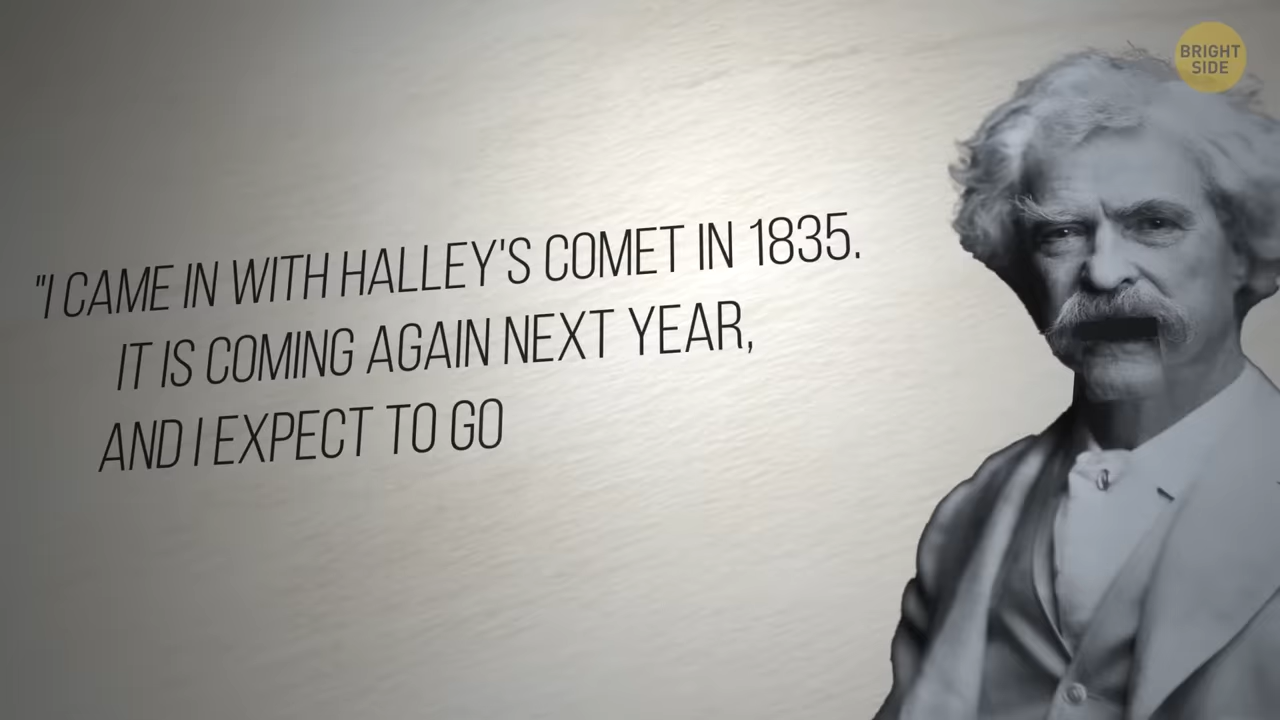 BRIGHT
SIDE
"I CAME IN WITH HALLEY'S COMET IN 1835.
IT IS COMING AGAIN NEXT YEAR,
AND I EXPECT TO GO